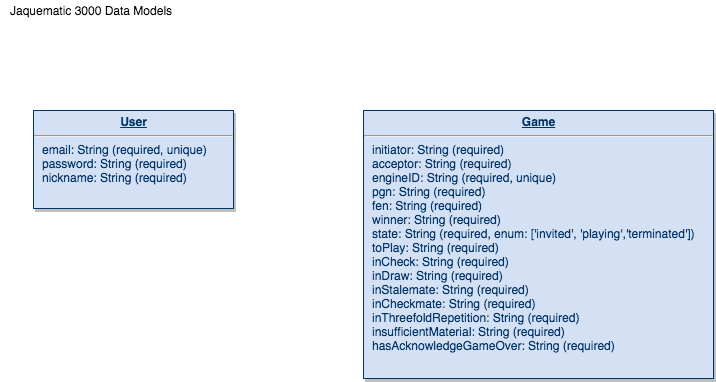 Jaquematic 3000 Data Models
User
email: String (required, unique)
password: String (required)
nickname: String (required)
Game
initiator: String (required)
acceptor: String (required)
engineID: String (required, unique)
pgn: String (required)
fen: String (required)
winner: String (required)
state: String (required, enum: ['invited', 'playing','terminated'])
toPlay: String (required)
inCheck: String (required)
inDraw: String (required)
inStalemate: String (required)
inCheckmate: String (required)
inThreefoldRepetition: String (required)
insufficientMaterial: String (required)
hasAcknowledgeGameOver: String (required)